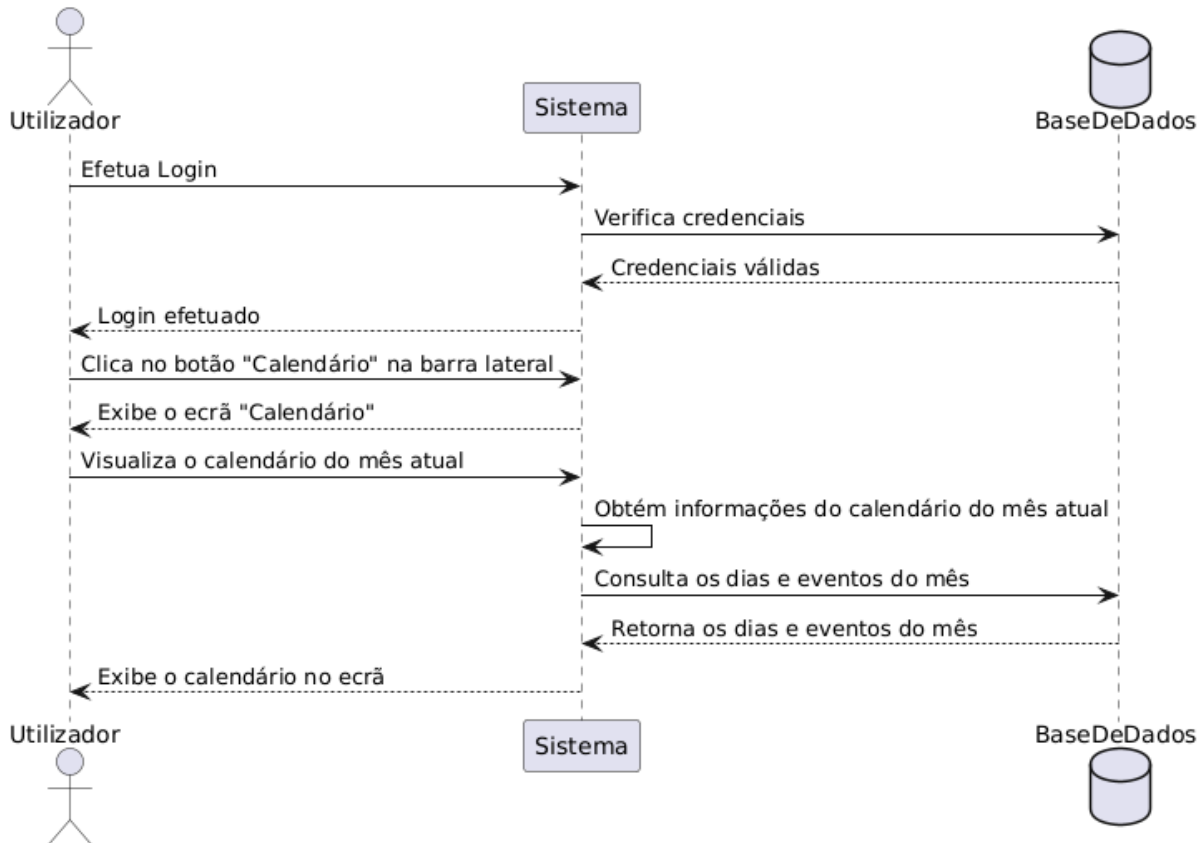 Utilizador
Sistema
BaseDeDados
Efetua Login
Verifica credenciais
Credenciais válidas
Login efetuado
Clica no botão "Calendário" na barra lateral
Exibe o ecrã "Calendário"
Visualiza o calendário do mês atual
Obtém informações do calendário do mês atual
Consulta os dias e eventos do mês
Retorna os dias e eventos do mês
Exibe o calendário no ecrã
Utilizador
Sistema
BaseDeDados